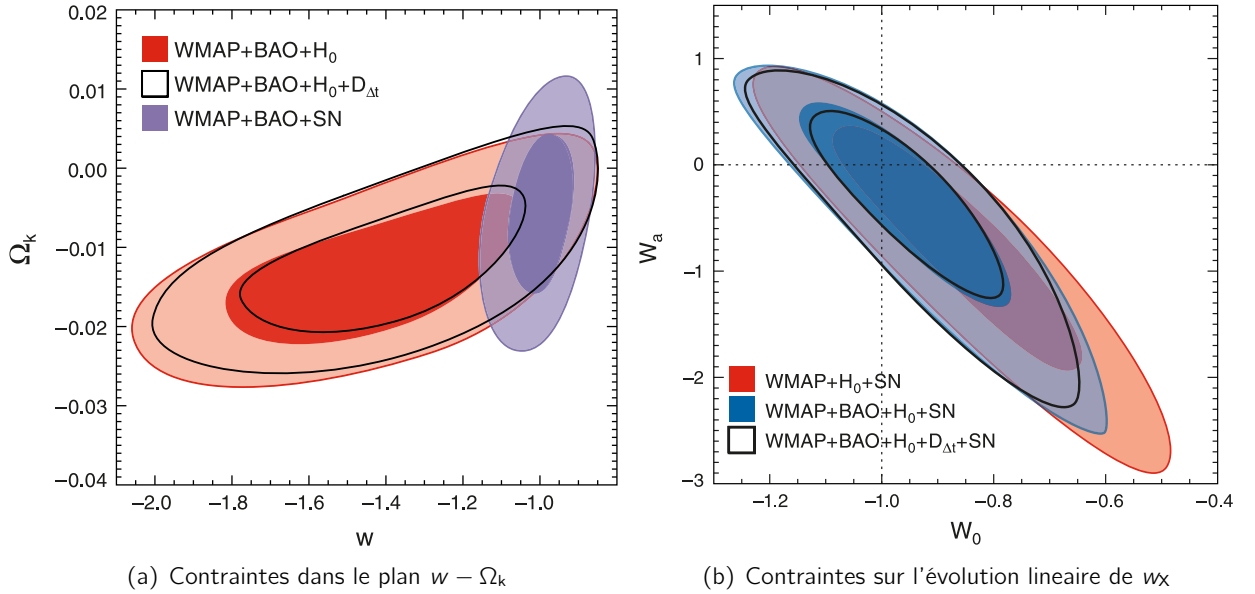 0.02
0.01
0.00
−0.01
−0.02
−0.03
−0.04
Ωk
WMAP+BAO+H0
WMAP+BAO+H0+DΔt
WMAP+BAO+SN
−2.0 −1.8 −1.6 −1.4 −1.2 −1.0
w
(a) Contraintes dans le plan w − Ωk
1
0
−1
−2
−3
Wa
WMAP+H0+SN
WMAP+BAO+H0+SN
WMAP+BAO+H0+DΔt+SN
−1.2 −1.0 −0.8 −0.6 −0.4
W0
(b) Contraintes sur l'évolution lineaire de wX